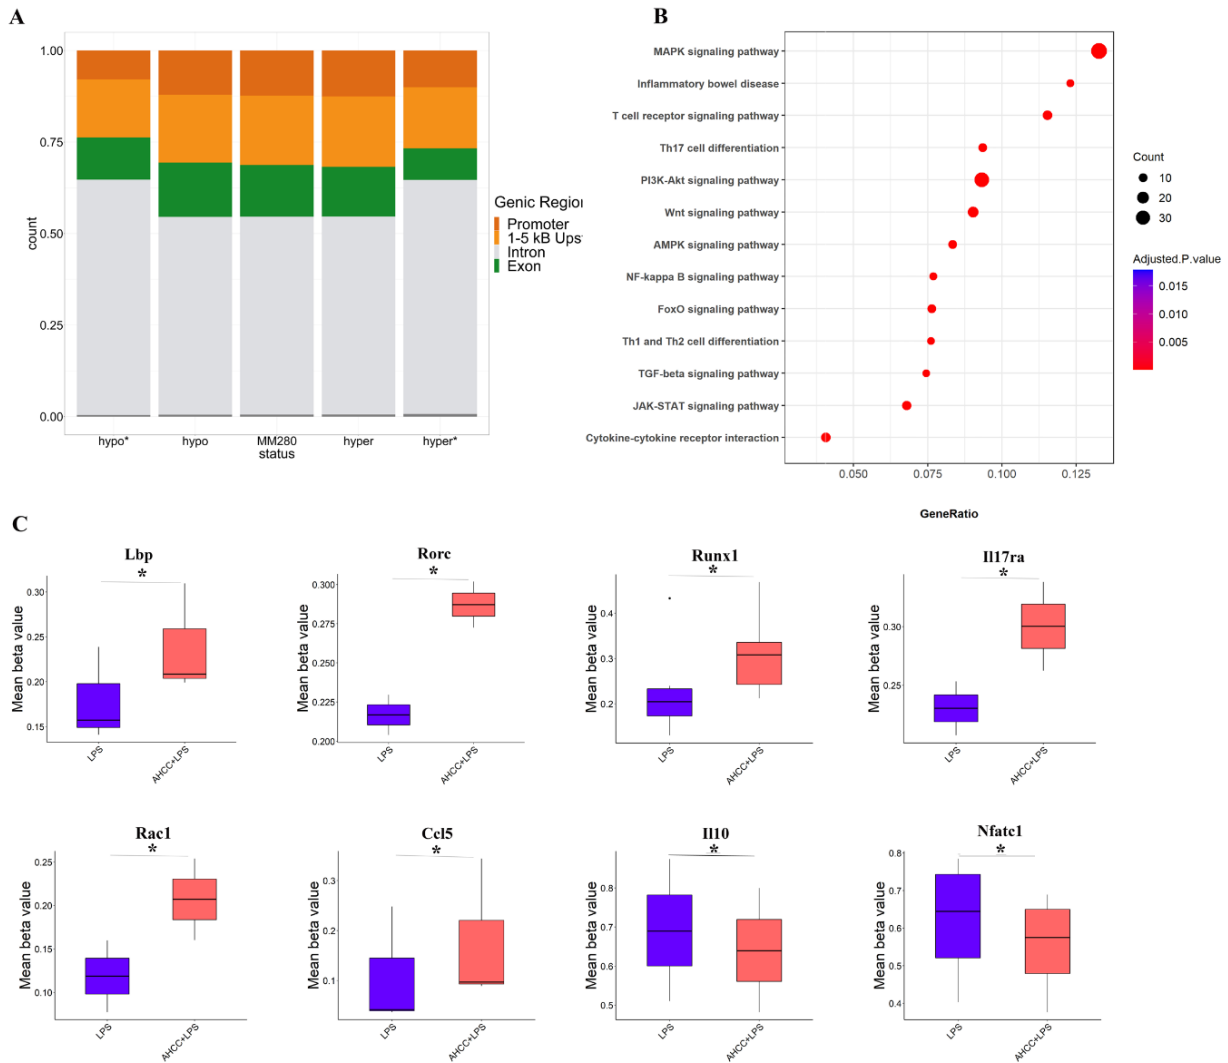 A
1.00
0.75
0.50
0.25
0.00
count
hypo*
hypo
MM280
hyper
hyper*
status
Genic Region
Promoter
1-5 kB Ups
Intron
Exon
B
MAPK signaling pathway
Inflammatory bowel disease
T cell receptor signaling pathway
Th17 cell differentiation
PI3K-Akt signaling pathway
Wnt signaling pathway
AMPK signaling pathway
NF-kappa B signaling pathway
FoxO signaling pathway
Th1 and Th2 cell differentiation
TGF-beta signaling pathway
JAK-STAT signaling pathway
Cytokine-cytokine receptor interaction
0.050
0.075
0.100
0.125
GeneRatio
Count
10
20
30
Adjusted.P.value
0.015
0.010
0.005
C
Lbp
*
Mean beta value
0.30
0.25
0.20
0.15
LPS
AHCC+LPS
Rorc
*
Mean beta value
0.300
0.275
0.250
0.225
0.200
LPS
AHCC+LPS
Runx1
*
Mean beta value
0.4
0.3
0.2
LPS
AHCC+LPS
Il17ra
*
Mean beta value
0.30
0.25
LPS
AHCC+LPS
Rac1
*
Mean beta value
0.25
0.20
0.15
0.10
LPS
AHCC+LPS
Ccl5
*
Mean beta value
0.3
0.2
0.1
LPS
AHCC+LPS
Il10
*
Mean beta value
0.8
0.7
0.6
0.5
LPS
AHCC+LPS
Nfatc1
*
Mean beta value
0.8
0.7
0.6
0.5
0.4
LPS
AHCC+LPS